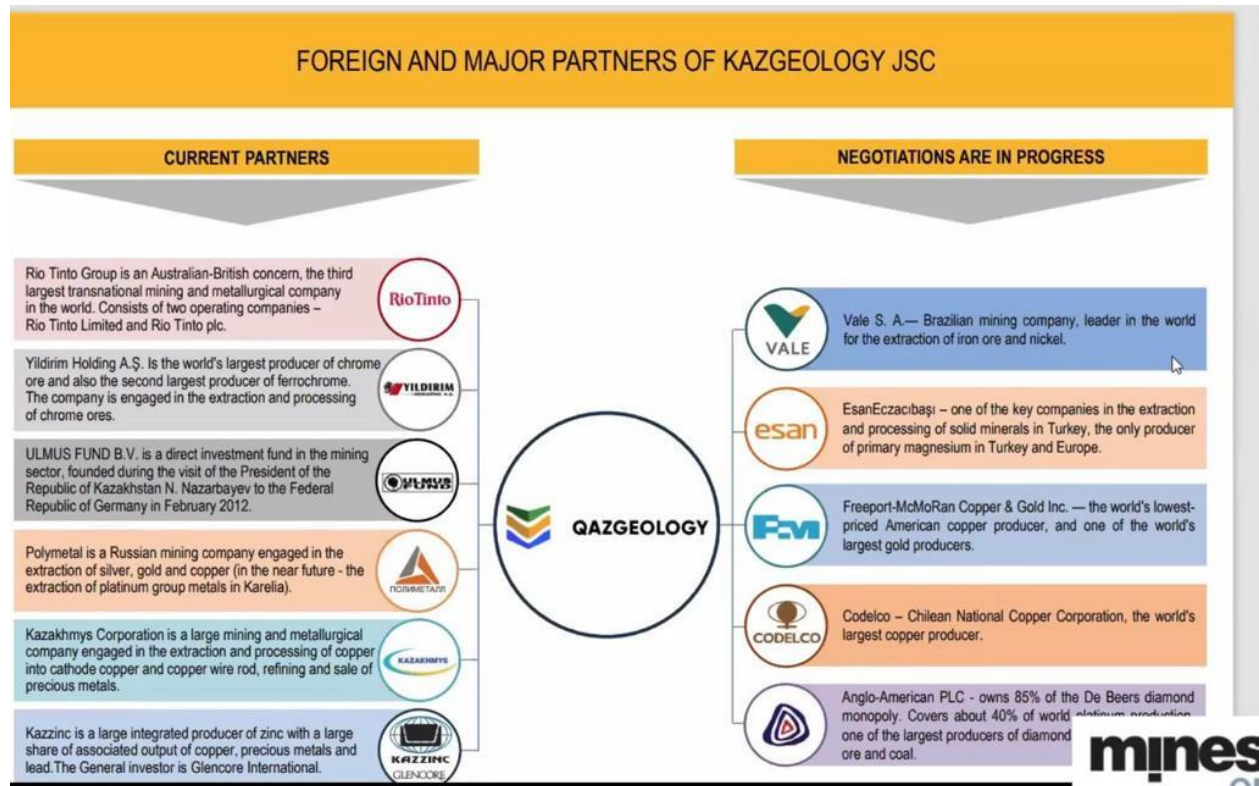 FOREIGN AND MAJOR PARTNERS OF KAZGEOLOGY JSC
CURRENT PARTNERS
Rio Tinto Group is an Australian-British concern, the third
largest transnational mining and metallurgical company
in the world. Consists of two operating companies –
Rio Tinto Limited and Rio Tinto plc.
RioTinto
Yildirim Holding A.Ş. Is the world's largest producer of chrome
ore and also the second largest producer of ferrochrome.
The company is engaged in the extraction and processing
of chrome ores.
YILDIRIM
ULMUS FUND B.V. is a direct investment fund in the mining
sector, founded during the visit of the President of the
Republic of Kazakhstan N. Nazarbayev to the Federal
Republic of Germany in February 2012.
ULMUS
FUND
Polymetal is a Russian mining company engaged in the
extraction of silver, gold and copper (in the near future - the
extraction of platinum group metals in Karelia).
ПОЛИМЕТАЛЛ
Kazakhmys Corporation is a large mining and metallurgical
company engaged in the extraction and processing of copper
into cathode copper and copper wire rod, refining and sale of
precious metals.
KAZAKHMYS
Kazzinc is a large integrated producer of zinc with a large
share of associated output of copper, precious metals and
lead.The General investor is Glencore International.
KAZZINC
GLENCORE
QAZGEOLOGY
NEGOTIATIONS ARE IN PROGRESS
VALE
Vale S. A.— Brazilian mining company, leader in the world
for the extraction of iron ore and nickel.
esan
EsanEczacıbaşı – one of the key companies in the extraction
and processing of solid minerals in Turkey, the only producer
of primary magnesium in Turkey and Europe.
Freeport-McMoRan Copper & Gold Inc. — the world's lowest-
priced American copper producer, and one of the world's
largest gold producers.
CODELCO
Codelco – Chilean National Copper Corporation, the world's
largest copper producer.
Anglo-American PLC - owns 85% of the De Beers diamond
monopoly. Covers about 40% of world platinum production,
one of the largest producers of diamond
ore and coal.
mines